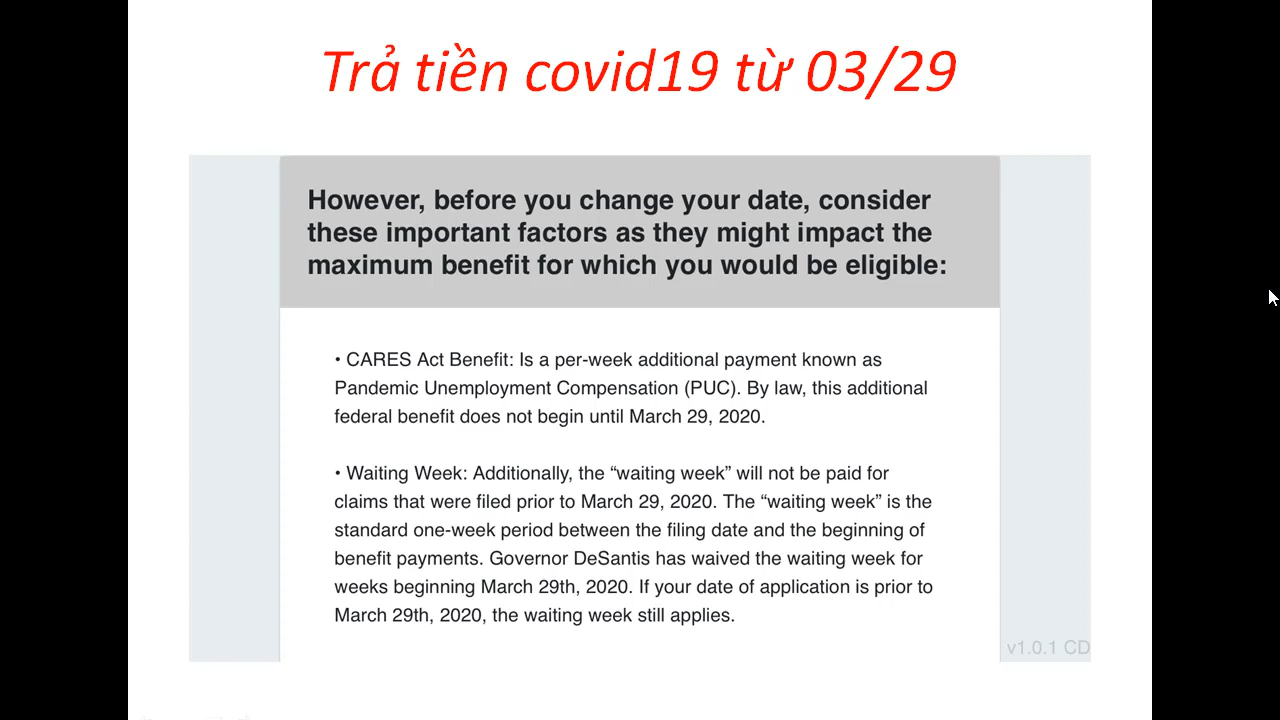 Trả tiền covid19 từ 03/29
However, before you change your date, consider
these important factors as they might impact the
maximum benefit for which you would be eligible:
• CARES Act Benefit: Is a per-week additional payment known as
Pandemic Unemployment Compensation (PUC). By law, this additional
federal benefit does not begin until March 29, 2020.
• Waiting Week: Additionally, the “waiting week” will not be paid for
claims that were filed prior to March 29, 2020. The “waiting week” is the
standard one-week period between the filing date and the beginning of
benefit payments. Governor DeSantis has waived the waiting week for
weeks beginning March 29th, 2020. If your date of application is prior to
March 29th, 2020, the waiting week still applies.
v1.0.1 CD